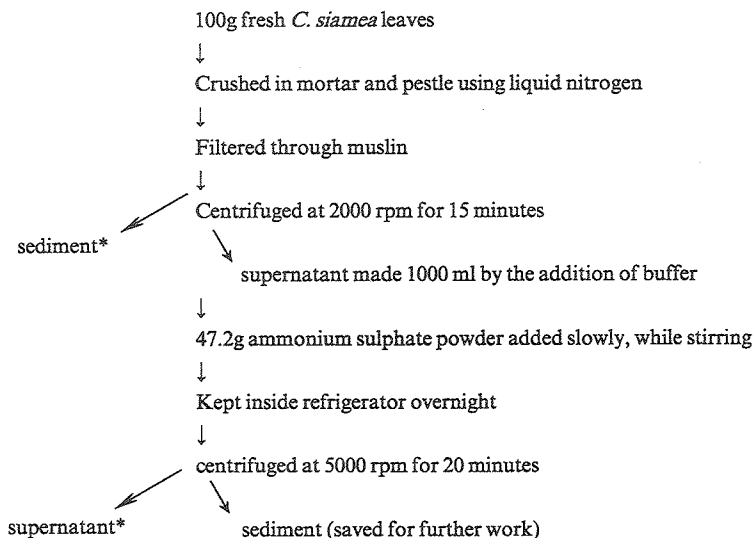 100g fresh C. siamea leaves
↓
Crushed in mortar and pestle using liquid nitrogen
↓
Filtered through muslin
↓
Centrifuged at 2000 rpm for 15 minutes
sediment*
supernatant made 1000 ml by the addition of buffer
↓
47.2g ammonium sulphate powder added slowly, while stirring
↓
Kept inside refrigerator overnight
↓
centrifuged at 5000 rpm for 20 minutes
supernatant*
sediment (saved for further work)